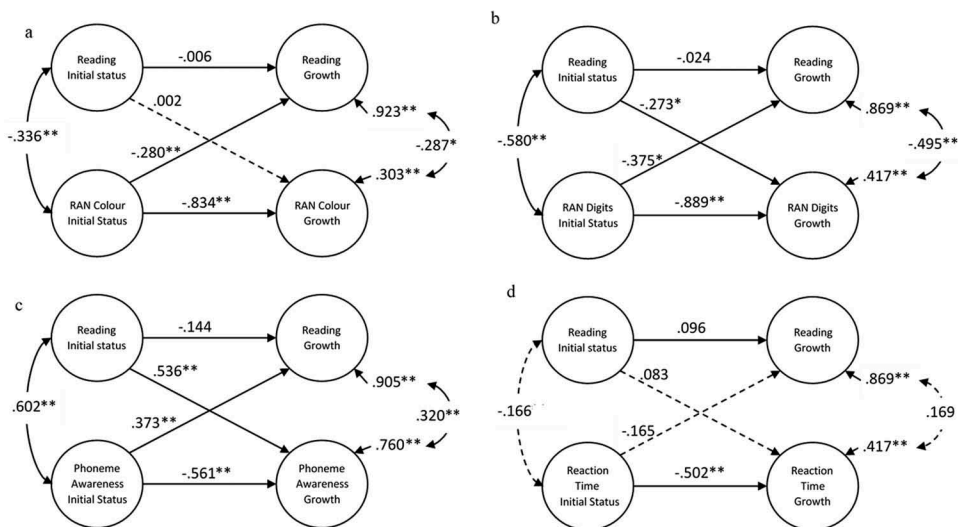 a
Reading
Initial status
-.006
Reading
Growth
.002
.923**
-.336**
-.280**
-.287*
.303**
RAN Colour
Initial Status
-.834**
RAN Colour
Growth
b
Reading
Initial status
-.024
Reading
Growth
-.273*
.869**
-.580**
-.375*
-.495**
.417**
RAN Digits
Initial Status
-.889**
RAN Digits
Growth
c
Reading
Initial status
-.144
Reading
Growth
.536**
.905**
.602**
.373**
.320**
.760**
Phoneme
Awareness
Initial Status
-.561**
Phoneme
Awareness
Growth
d
Reading
Initial status
.096
Reading
Growth
.083
.869**
-.166
-.165
.169
.417**
Reaction
Time
Initial Status
-.502**
Reaction
Time
Growth